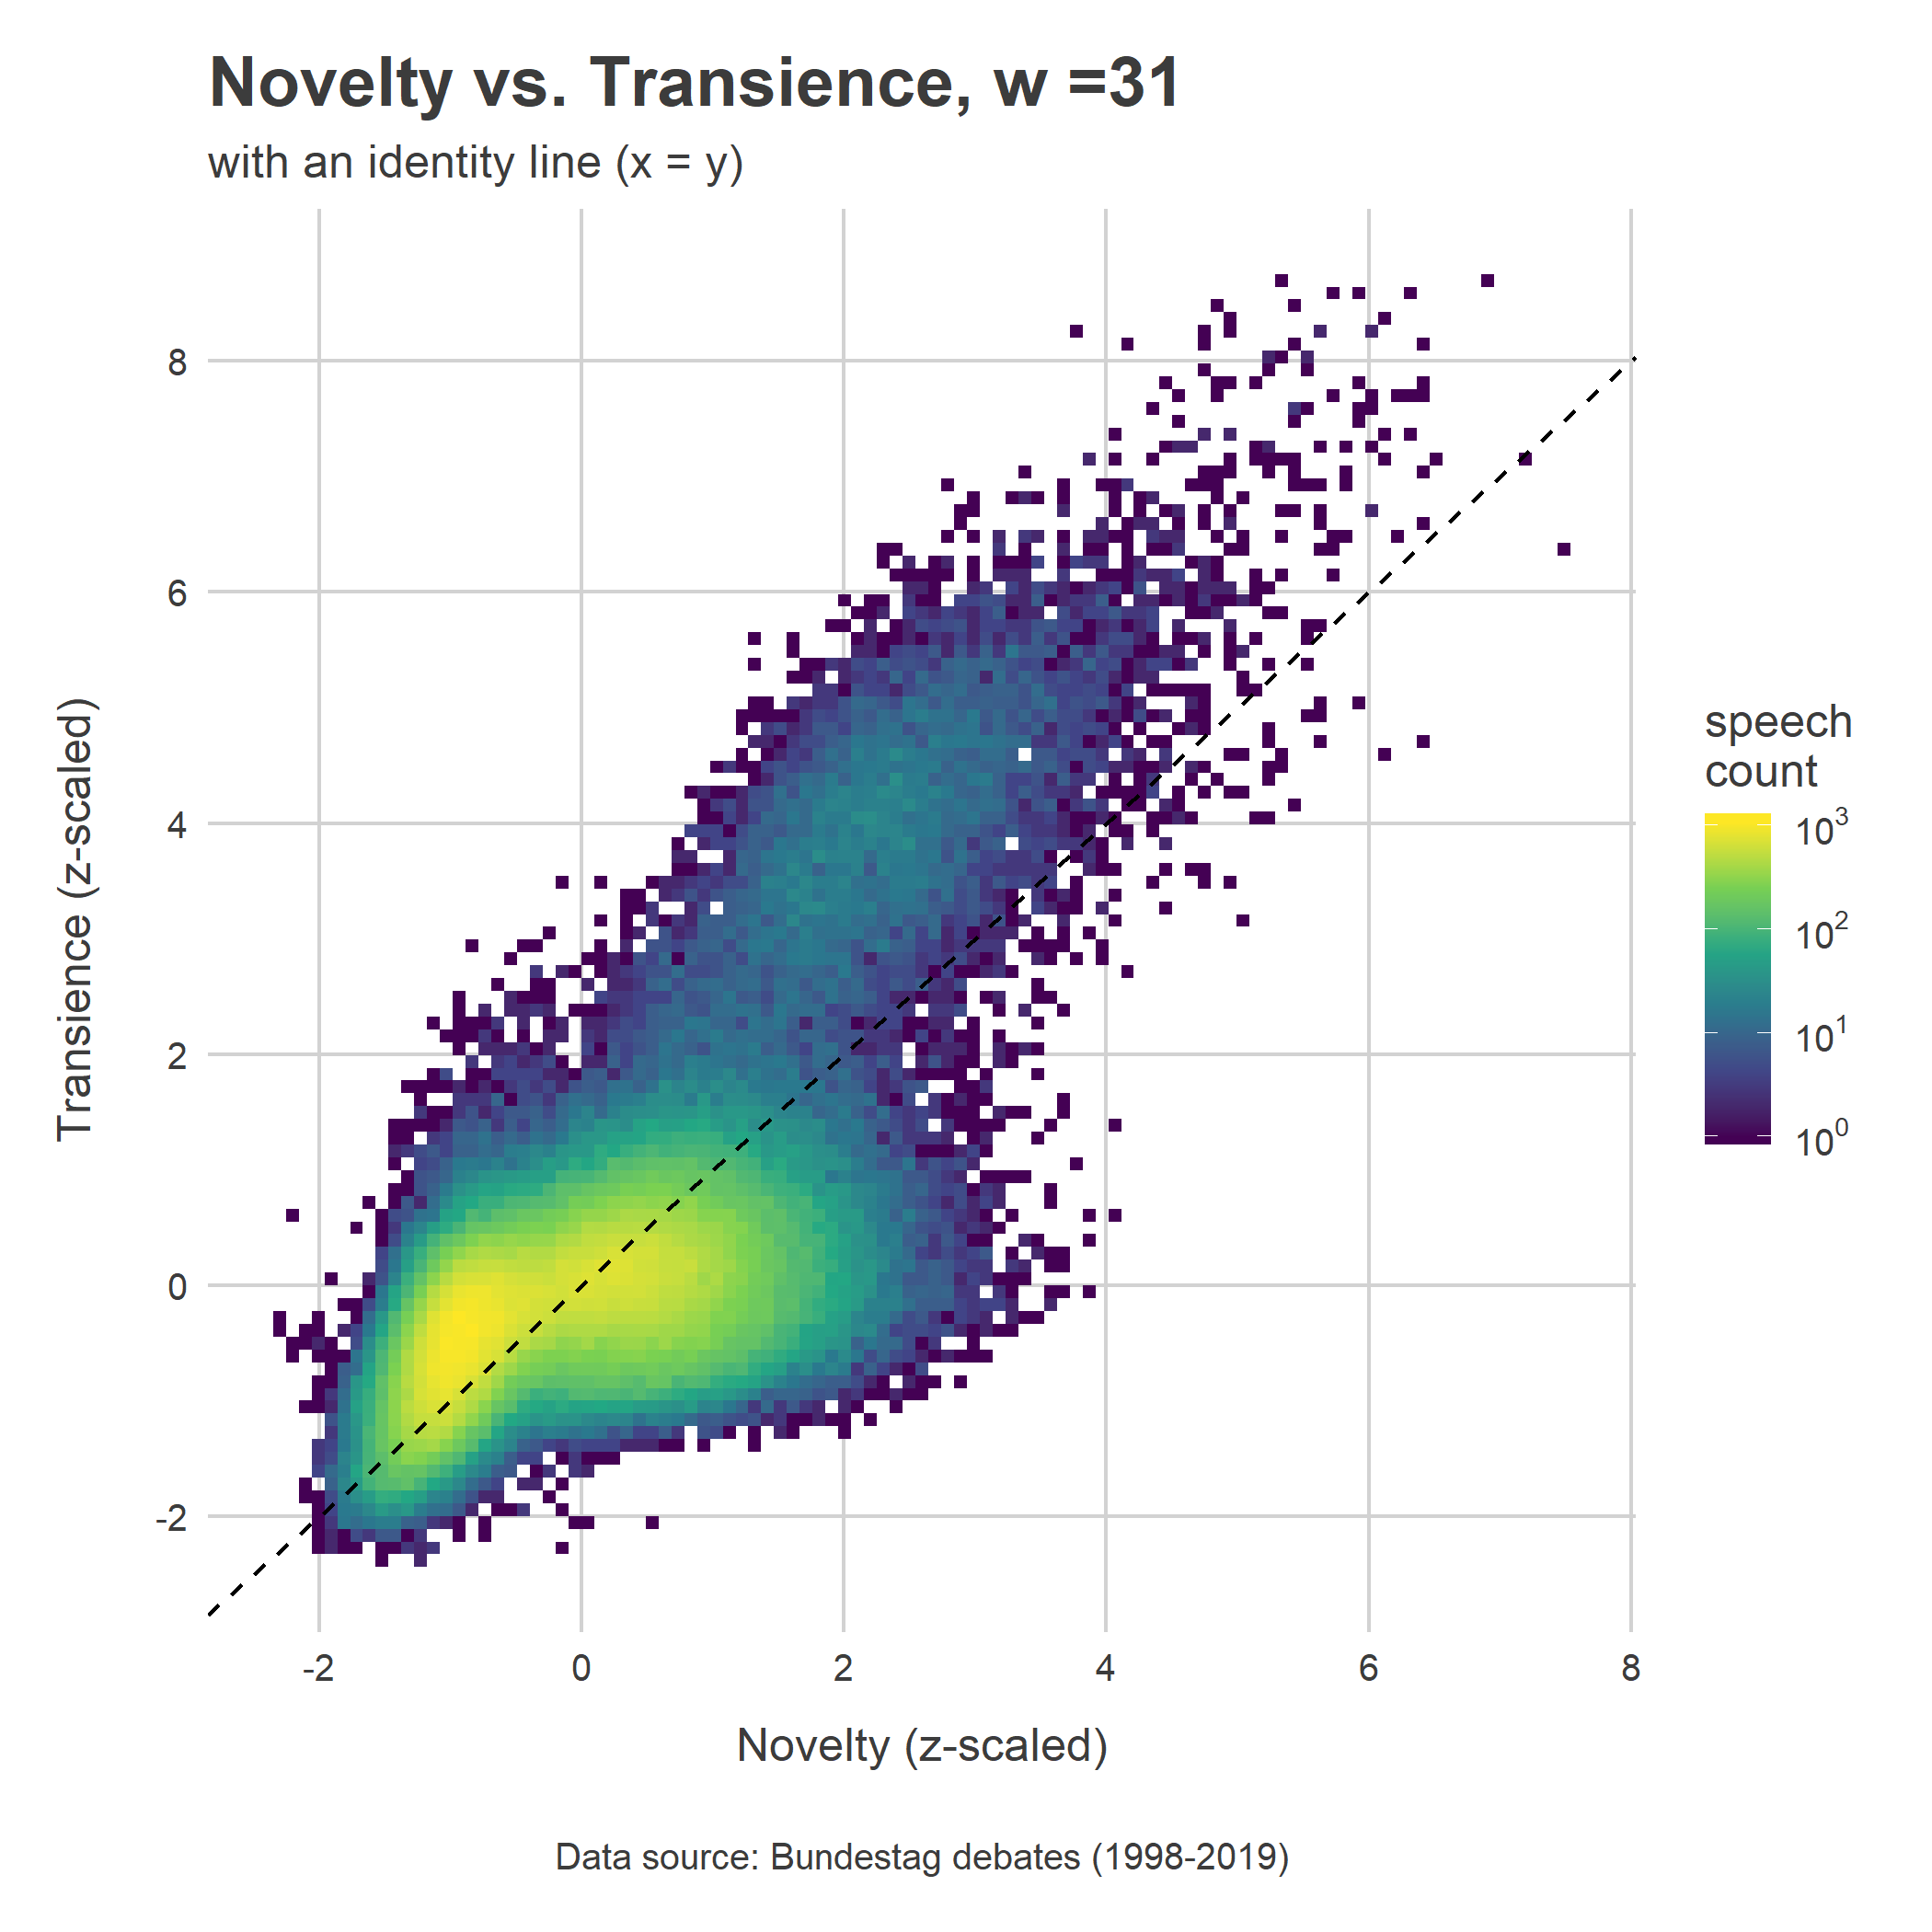 Novelty vs. Transience, w =31
with an identity line (x = y)
Transience (z-scaled)
8
6
4
2
0
-2
-2 0 2 4 6 8
Novelty (z-scaled)
speech
count
10³
10²
10¹
10⁰
Data source: Bundestag debates (1998-2019)